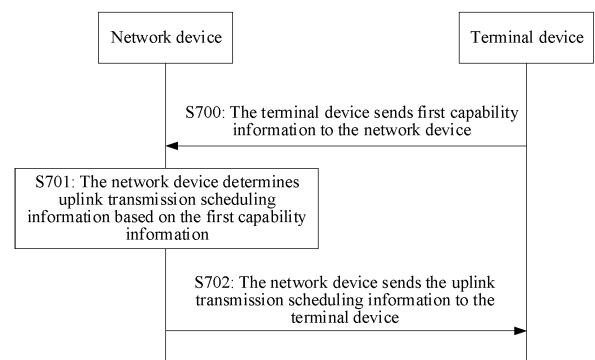 Network device
Terminal device
S700: The terminal device sends first capability
information to the network device
S701: The network device determines
uplink transmission scheduling
information based on the first capability
information
S702: The network device sends the uplink
transmission scheduling information to the
terminal device